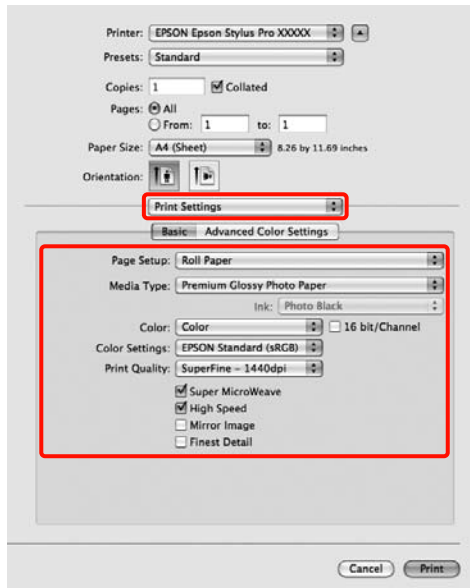 Printer: EPSON Epson Stylus Pro XXXXX
Presets: Standard
Copies: 1 Collated
Pages: All
From: 1 to: 1
Paper Size: A4 (Sheet) 8.26 by 11.69 inches
Orientation:
Print Settings
Basic Advanced Color Settings
Page Setup: Roll Paper
Media Type: Premium Glossy Photo Paper
Ink: Photo Black
Color: Color 16 bit/Channel
Color Settings: EPSON Standard (sRGB)
Print Quality: SuperFine – 1440dpi
Super MicroWeave
High Speed
Mirror Image
Finest Detail
Cancel Print